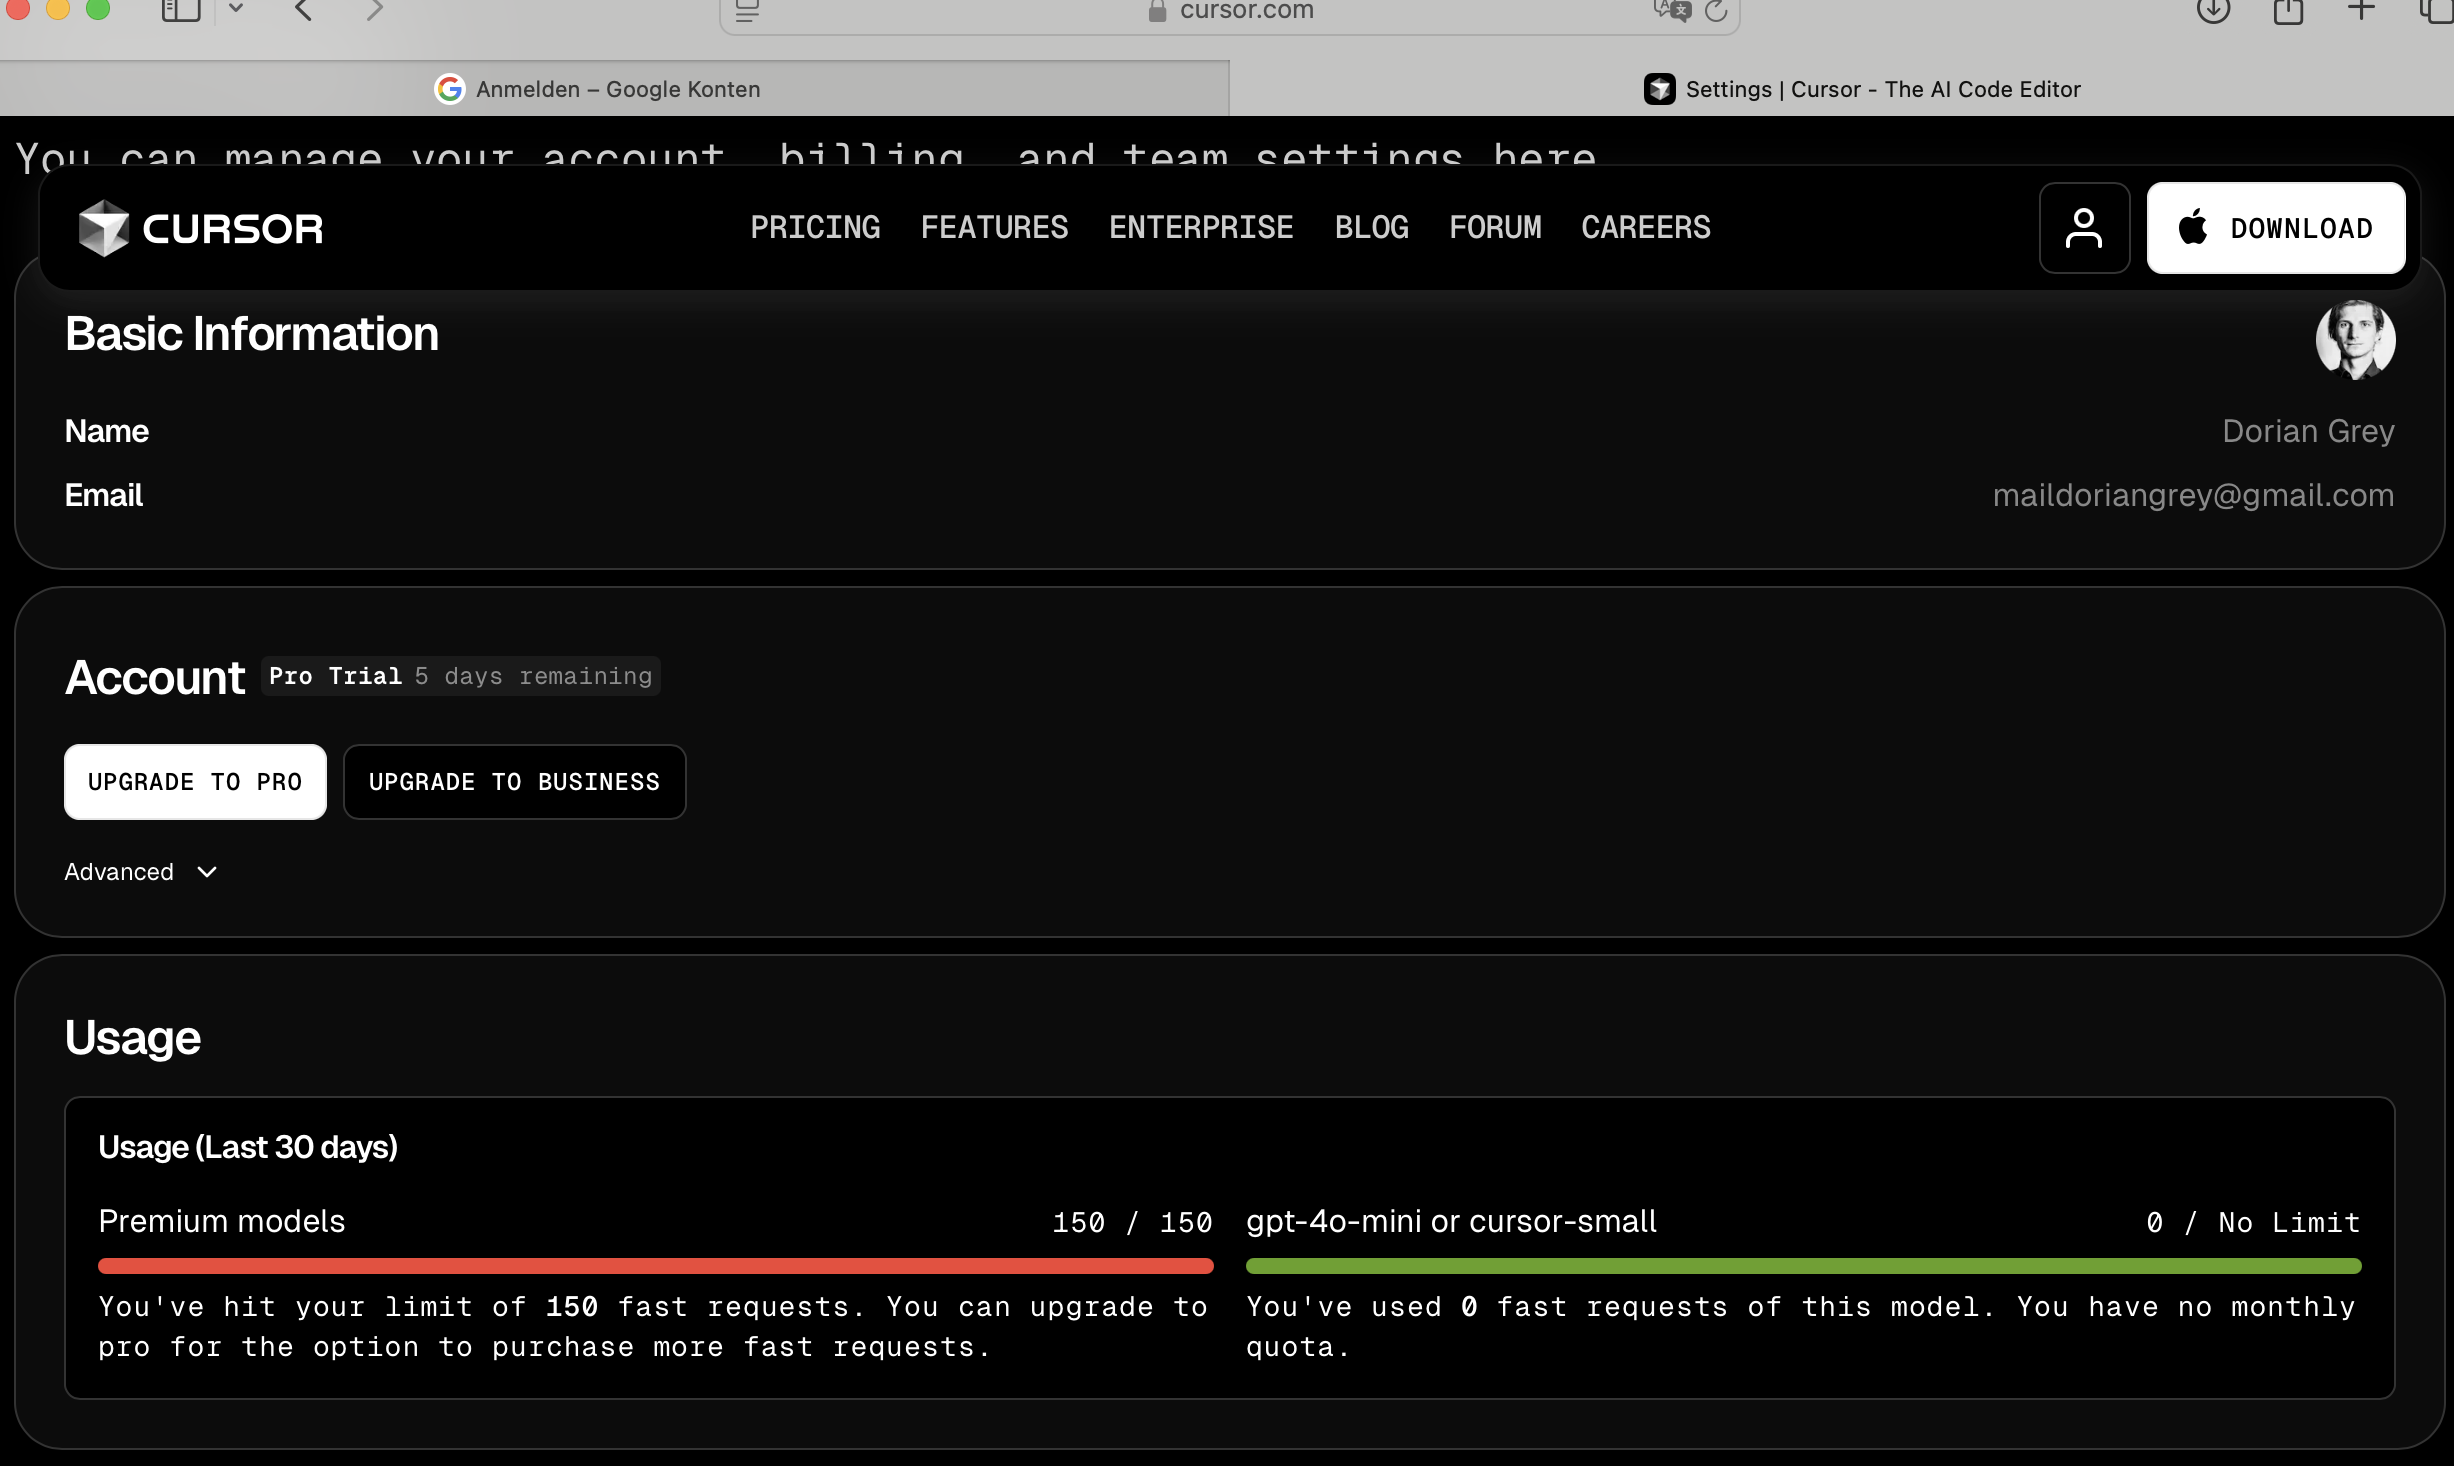 cursor.com
Anmelden – Google Konten
Settings | Cursor - The AI Code Editor
You can manage your account, billing, and team settings here
CURSOR
PRICING
FEATURES
ENTERPRISE
BLOG
FORUM
CAREERS
DOWNLOAD
Basic Information
Name
Dorian Grey
Email
maildoriangrey@gmail.com
Account
Pro Trial 5 days remaining
UPGRADE TO PRO
UPGRADE TO BUSINESS
Advanced
Usage
Usage (Last 30 days)
Premium models
150 / 150
You've hit your limit of 150 fast requests. You can upgrade to
pro for the option to purchase more fast requests.
gpt-4o-mini or cursor-small
0 / No Limit
You've used 0 fast requests of this model. You have no monthly
quota.